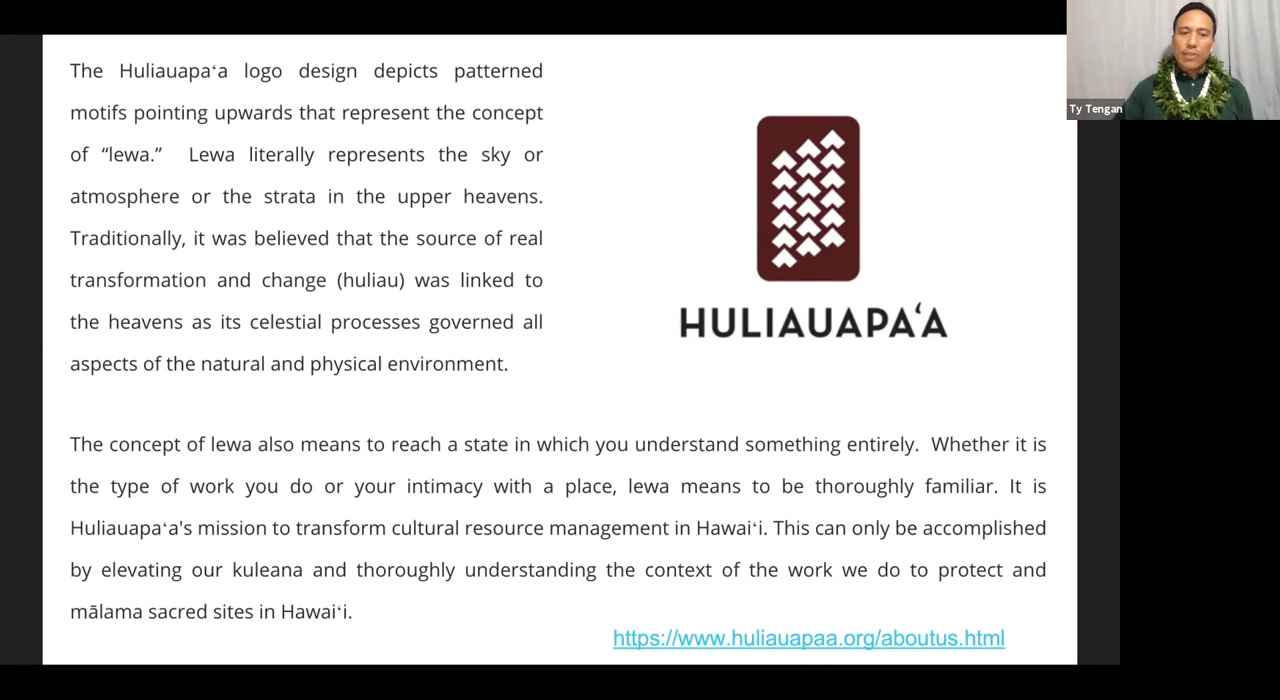 The Huliauapaʻa logo design depicts patterned
motifs pointing upwards that represent the concept
of “lewa.”  Lewa literally represents the sky or
atmosphere or the strata in the upper heavens.
Traditionally, it was believed that the source of real
transformation and change (huliau) was linked to
the heavens as its celestial processes governed all
aspects of the natural and physical environment.
HULIAUAPAʻA
The concept of lewa also means to reach a state in which you understand something entirely.  Whether it is
the type of work you do or your intimacy with a place, lewa means to be thoroughly familiar. It is
Huliauapaʻa's mission to transform cultural resource management in Hawaiʻi. This can only be accomplished
by elevating our kuleana and thoroughly understanding the context of the work we do to protect and
mālama sacred sites in Hawaiʻi.
https://www.huliauapaa.org/aboutus.html
Ty Tengan